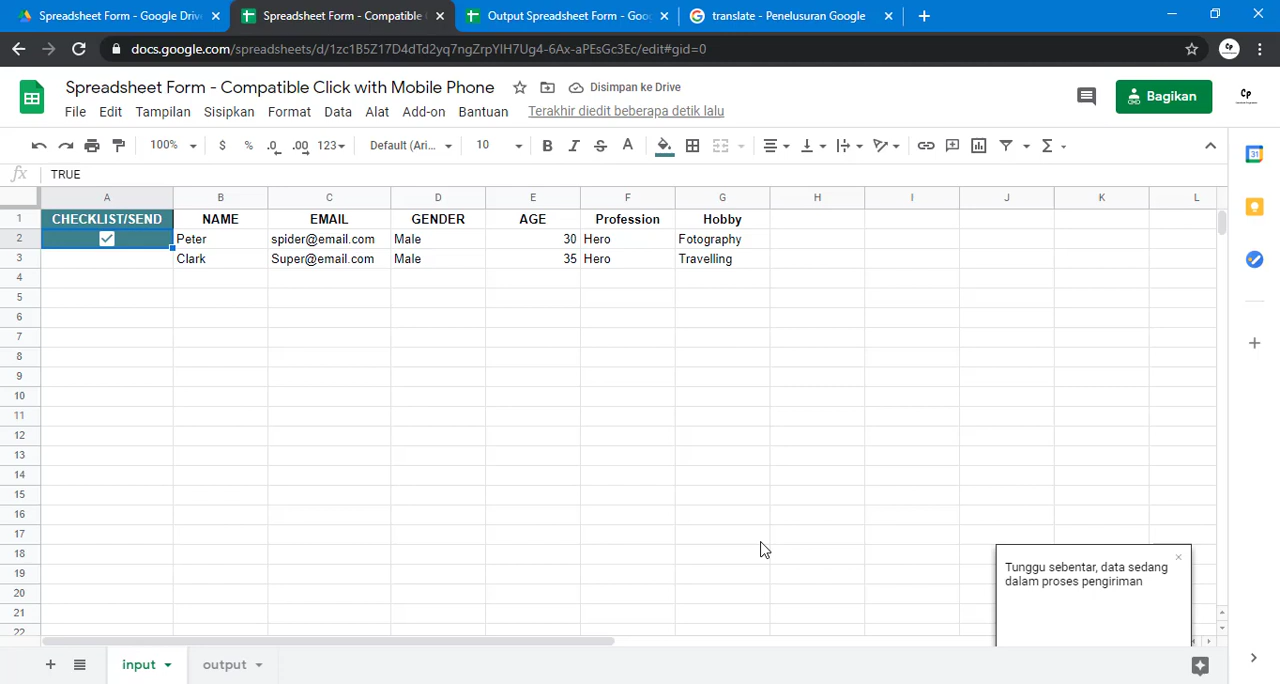 Spreadsheet Form - Google Driv
Spreadsheet Form - Compatible
Output Spreadsheet Form - Goo
translate - Penelusuran Google
docs.google.com/spreadsheets/d/1zc1B5Z17D4dTd2yq7ngZrpYlH7Ug4-6Ax-aPEsGc3Ec/edit#gid=0
Spreadsheet Form - Compatible Click with Mobile Phone
Disimpan ke Drive
File Edit Tampilan Sisipkan Format Data Alat Add-on Bantuan Terakhir diedit beberapa detik lalu
Bagikan
100% $ % .0 .00 123 Default (Ari... 10 B I S A
fx TRUE
A B C D E F G H I J K L
1 CHECKLIST/SEND NAME EMAIL GENDER AGE Profession Hobby
2 Peter spider@email.com Male 30 Hero Fotography
3 Clark Super@email.com Male 35 Hero Travelling
4
5
6
7
8
9
10
11
12
13
14
15
16
17
18
19
20
21
22
Tunggu sebentar, data sedang
dalam proses pengiriman
input output